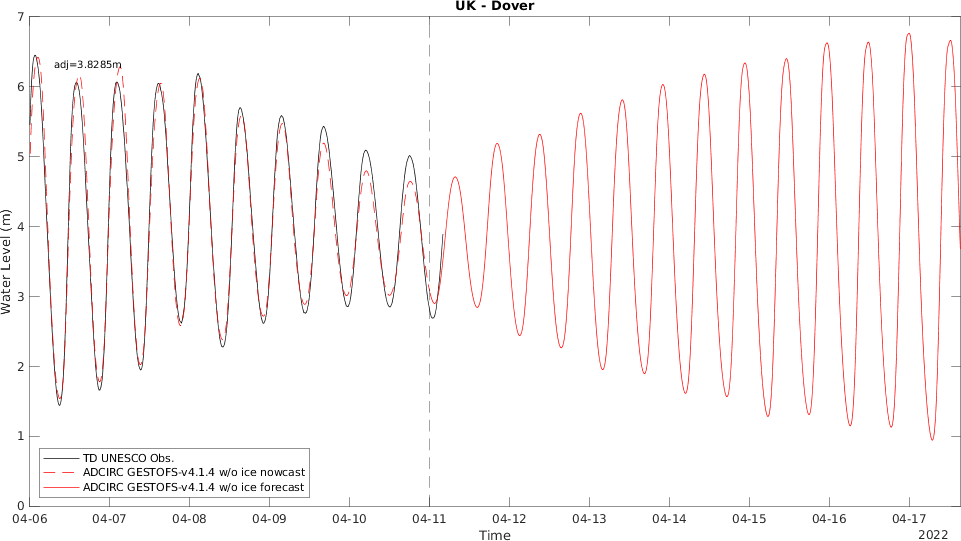 UK - Dover
adj=3.8285m
Water Level (m)
7
6
5
4
3
2
1
0
TD UNESCO Obs.
ADCIRC GESTOFS-v4.1.4 w/o ice nowcast
ADCIRC GESTOFS-v4.1.4 w/o ice forecast
04-06 04-07 04-08 04-09 04-10 04-11 04-12 04-13 04-14 04-15 04-16 04-17
Time
2022